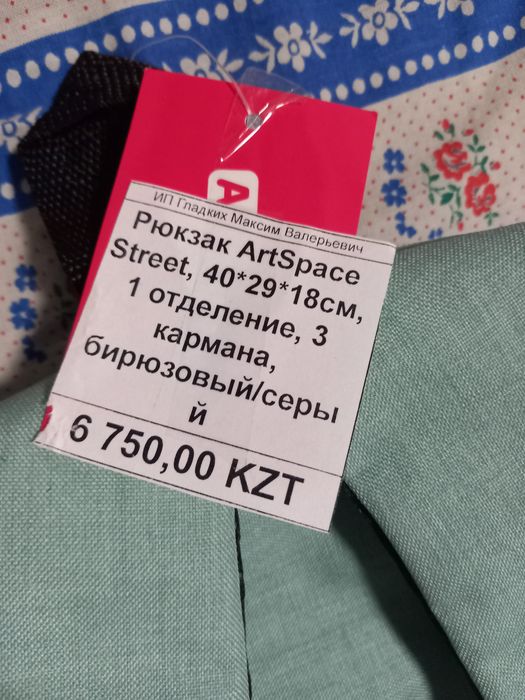 А
ИП Гладких Максим Валерьевич
Рюкзак ArtSpace
Street, 40*29*18см,
1 отделение, 3
кармана,
бирюзовый/серы
й
6 750,00 KZT